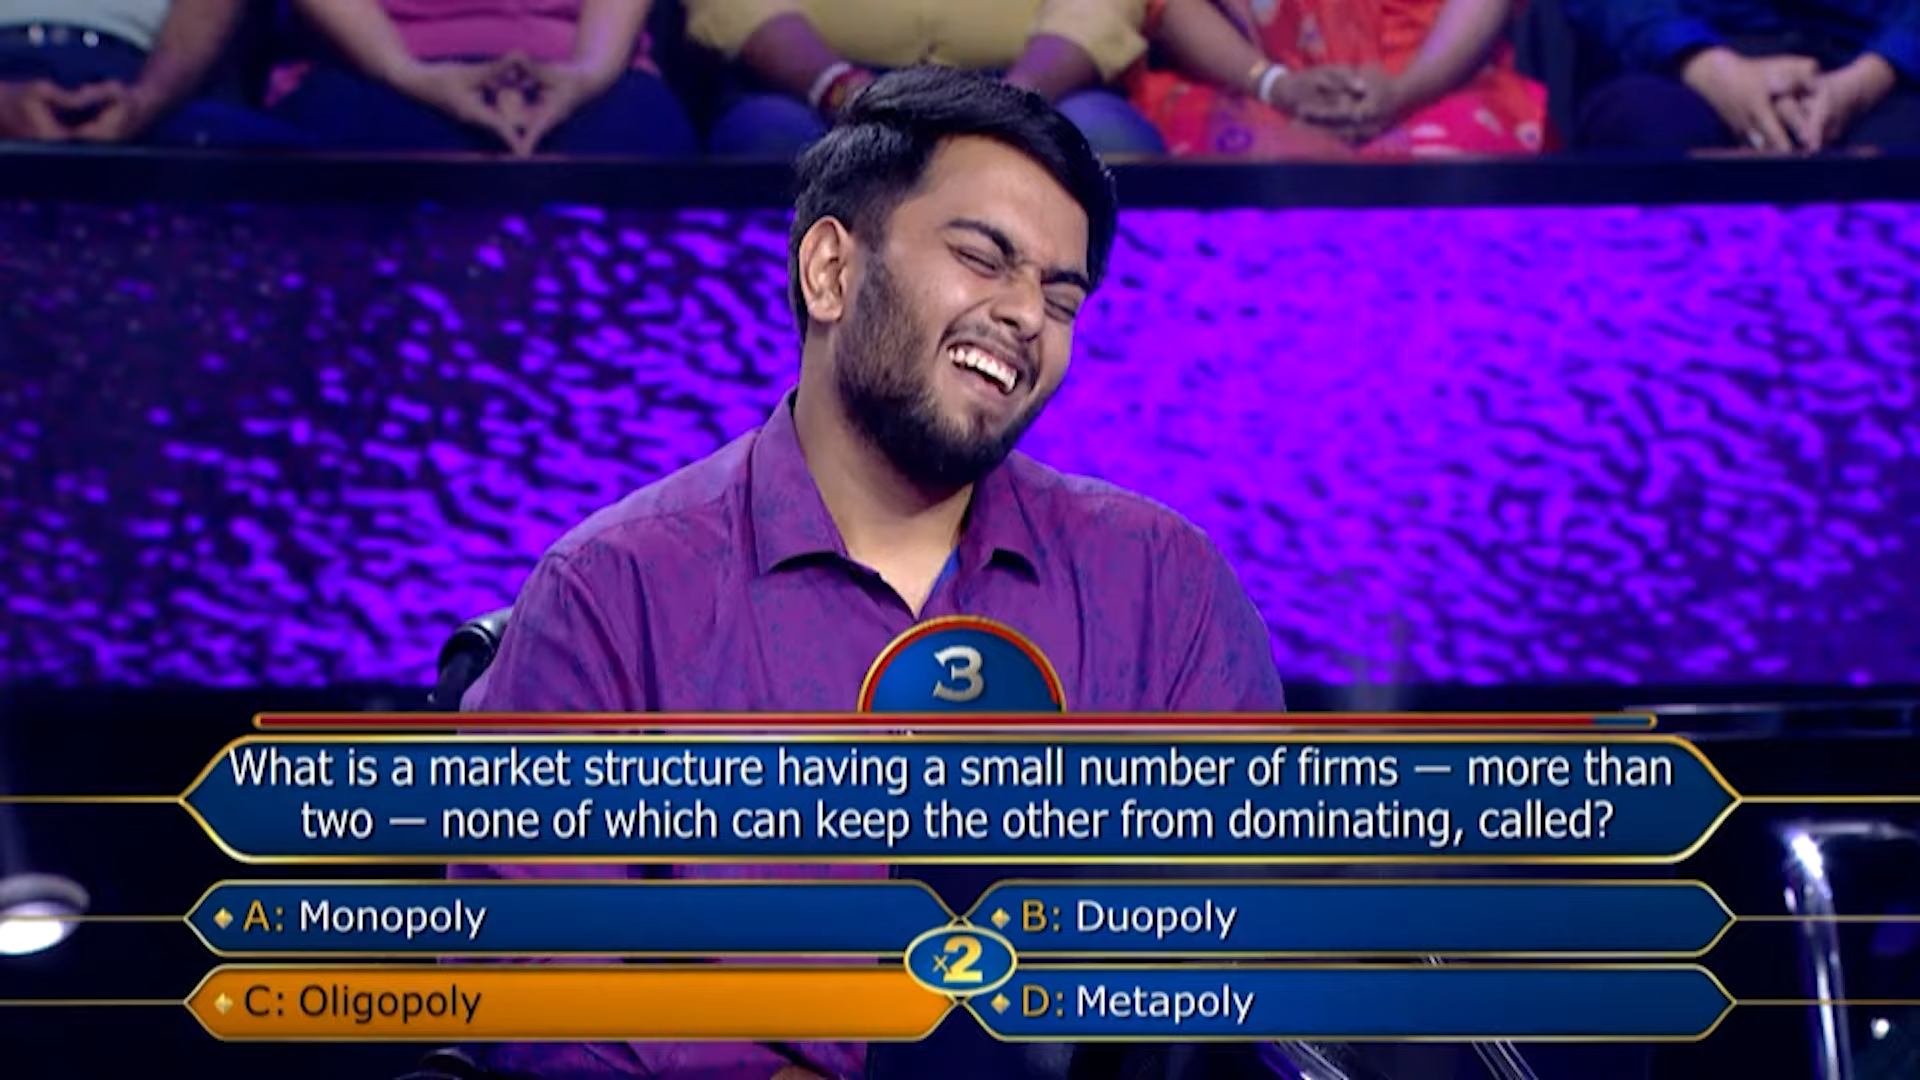 3
What is a market structure having a small number of firms — more than
two — none of which can keep the other from dominating, called?
A: Monopoly
B: Duopoly
x2
C: Oligopoly
D: Metapoly